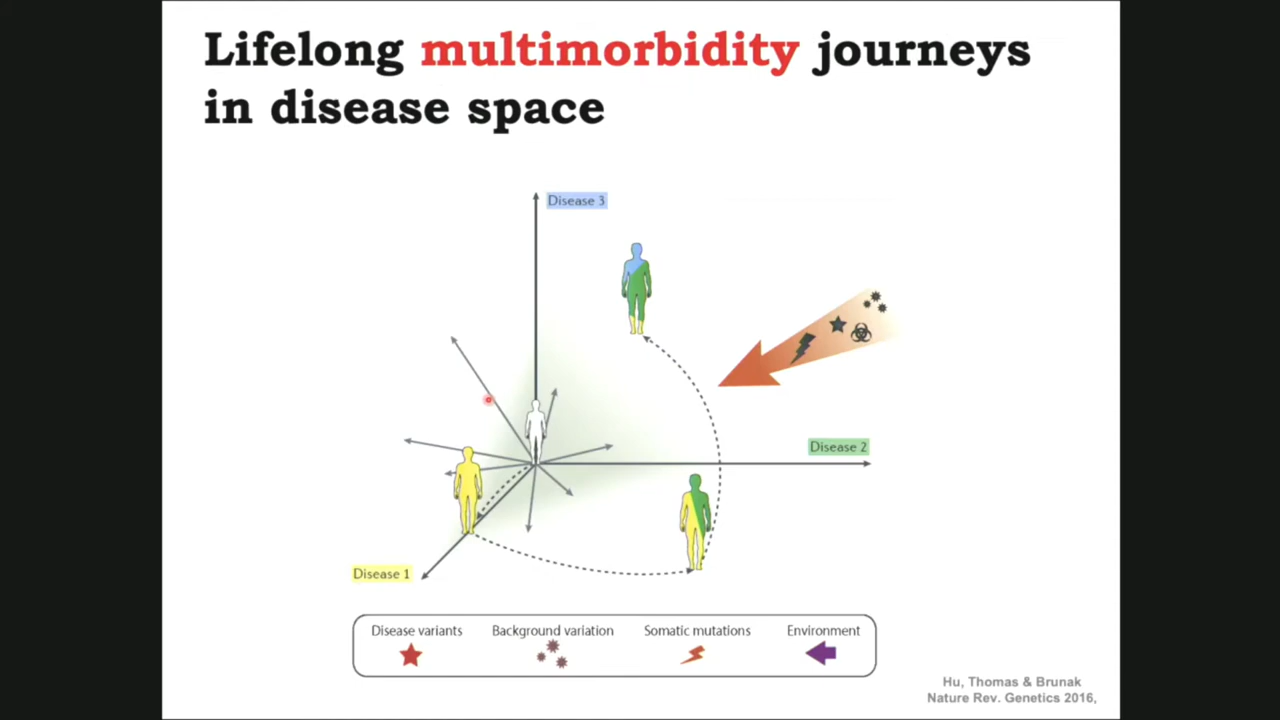 Lifelong multimorbidity journeys
in disease space
Disease 3
Disease 2
Disease 1
Disease variants
Background variation
Somatic mutations
Environment
Hu, Thomas & Brunak
Nature Rev. Genetics 2016,